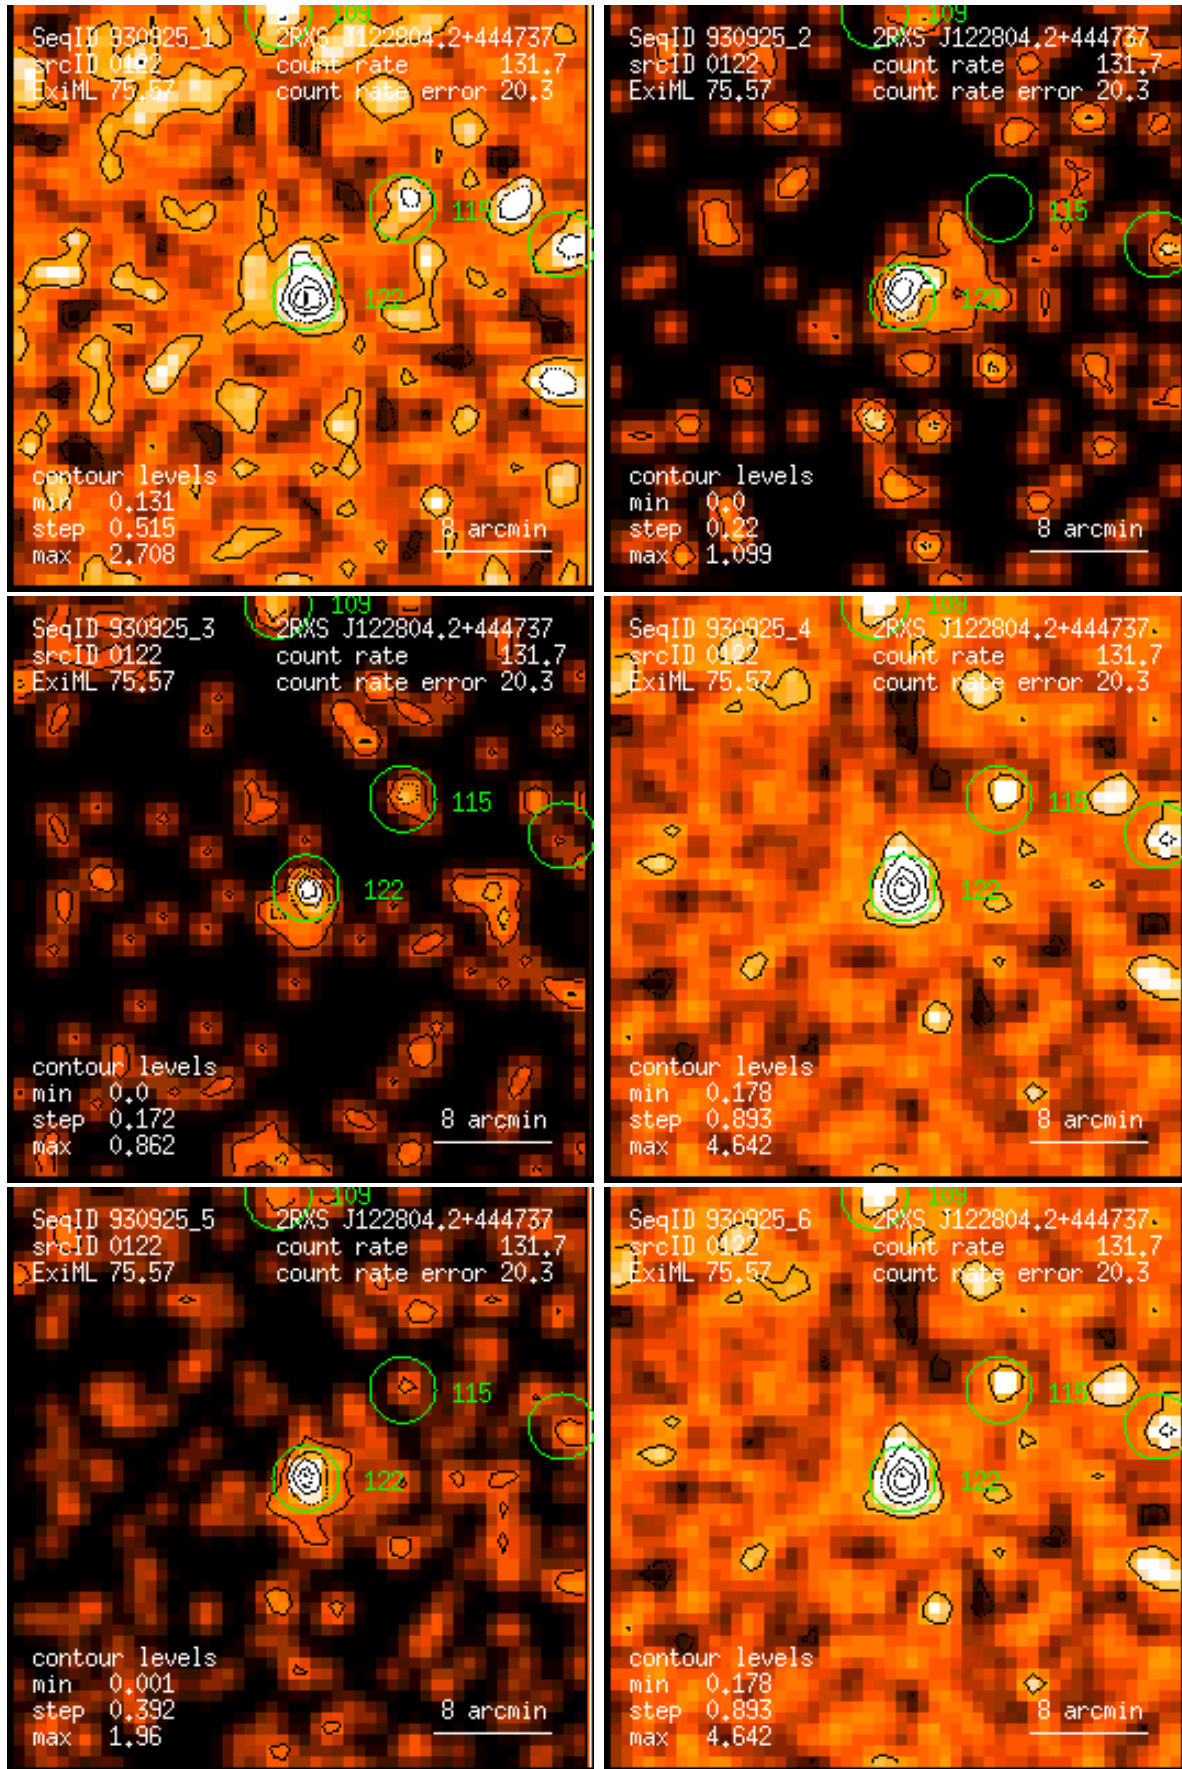 109
SeqID 930925_1 2RXS J122804.2+444737
srcID 0122 count rate 131.7
ExiML 75.57 count rate error 20.3
115
122
contour levels
min 0.131
step 0.515 8 arcmin
max 2.708
109
SeqID 930925_2 2RXS J122804.2+444737
srcID 0122 count rate 131.7
ExiML 75.57 count rate error 20.3
115
122
contour levels
min 0.0
step 0.22 8 arcmin
max 1.099
109
SeqID 930925_3 2RXS J122804.2+444737
srcID 0122 count rate 131.7
ExiML 75.57 count rate error 20.3
115
122
contour levels
min 0.0
step 0.172 8 arcmin
max 0.862
109
SeqID 930925_4 2RXS J122804.2+444737
srcID 0122 count rate 131.7
ExiML 75.57 count rate error 20.3
115
122
contour levels
min 0.178
step 0.893 8 arcmin
max 4.642
109
SeqID 930925_5 2RXS J122804.2+444737
srcID 0122 count rate 131.7
ExiML 75.57 count rate error 20.3
115
122
contour levels
min 0.001
step 0.392 8 arcmin
max 1.96
109
SeqID 930925_6 2RXS J122804.2+444737
srcID 0122 count rate 131.7
ExiML 75.57 count rate error 20.3
115
122
contour levels
min 0.178
step 0.893 8 arcmin
max 4.642